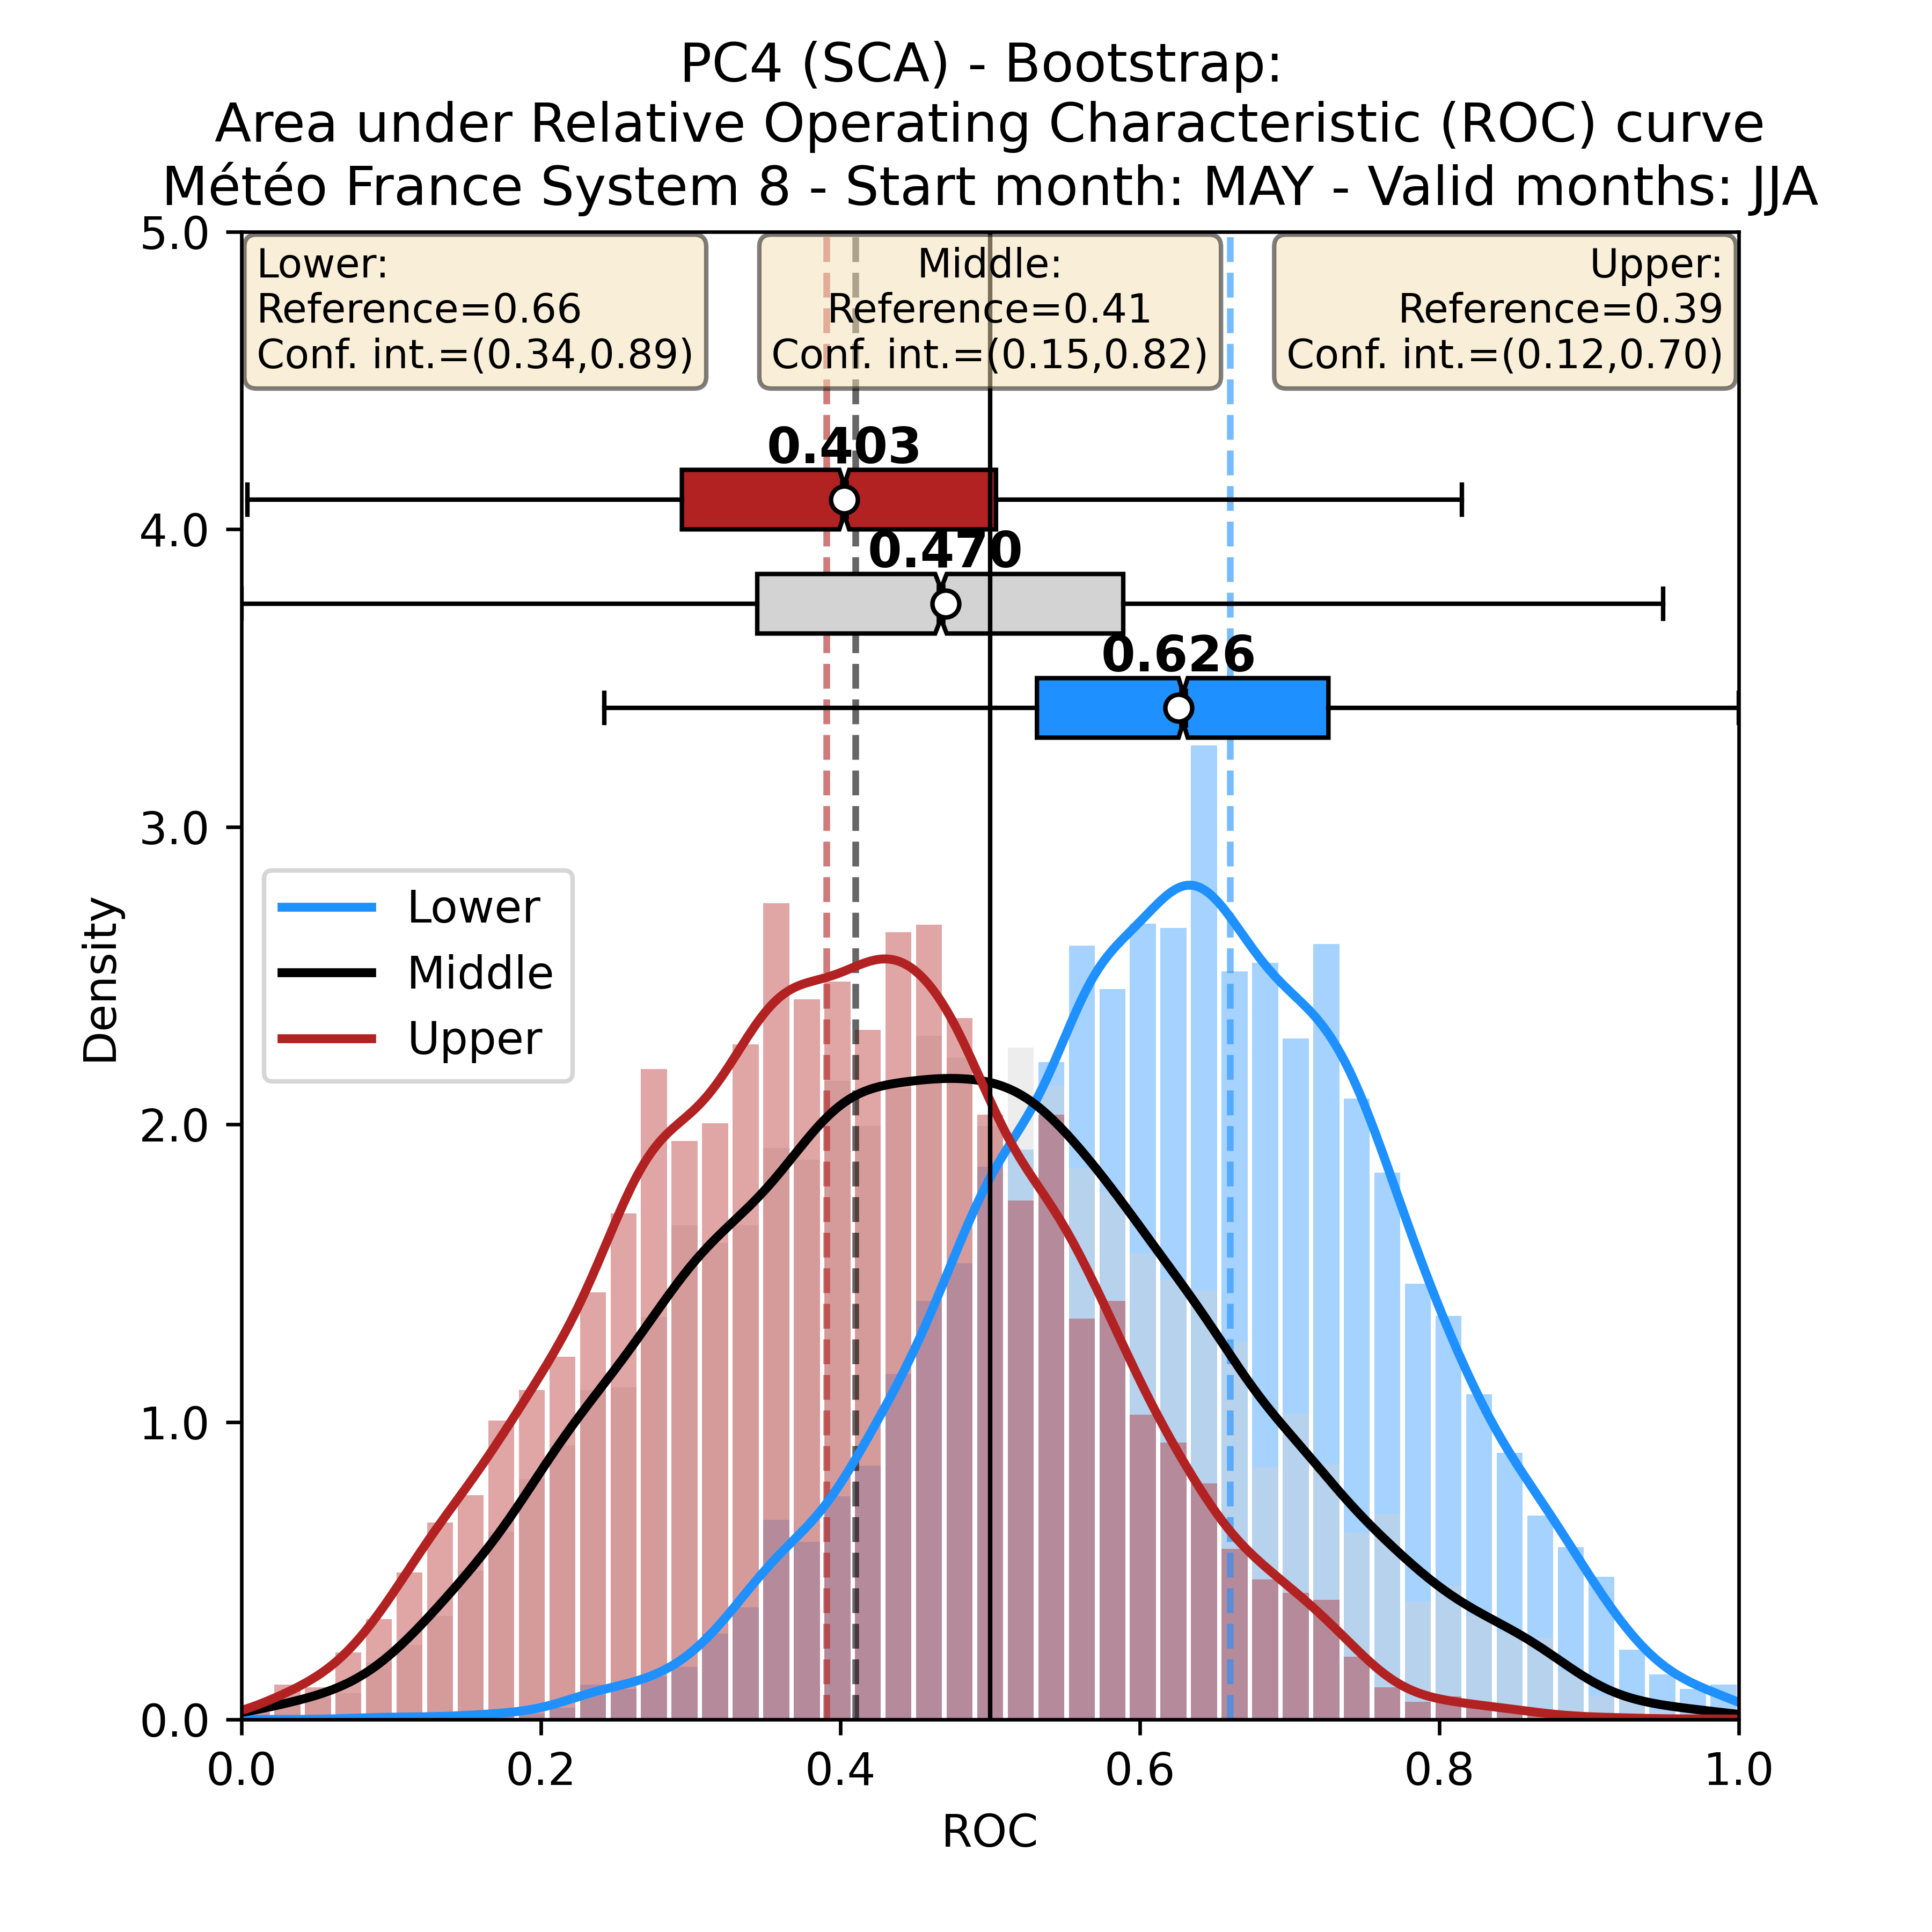 PC4 (SCA) - Bootstrap:
Area under Relative Operating Characteristic (ROC) curve
Météo France System 8 - Start month: MAY - Valid months: JJA
5.0
Lower:
Reference=0.66
Conf. int.=(0.34,0.89)
Middle:
Reference=0.41
Conf. int.=(0.15,0.82)
Upper:
Reference=0.39
Conf. int.=(0.12,0.70)
0.403
4.0
0.470
0.626
3.0
Lower
Middle
Upper
Density
2.0
1.0
0.0
0.0 0.2 0.4 0.6 0.8 1.0
ROC